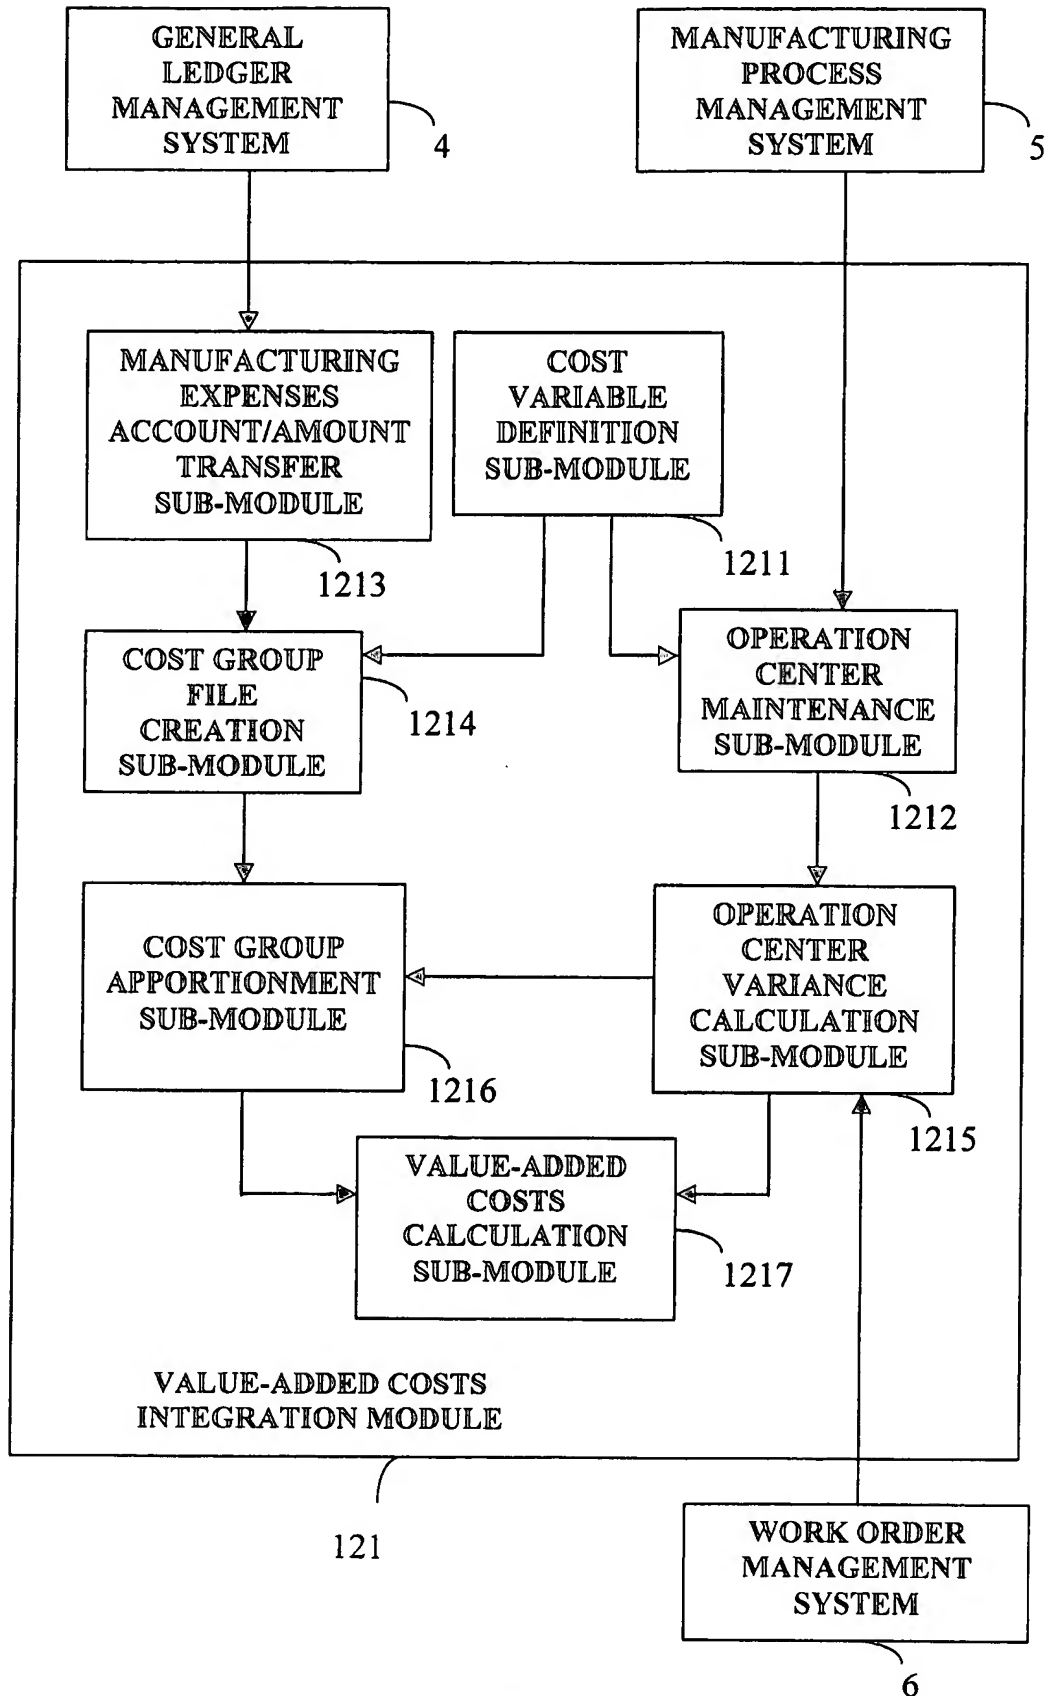 GENERAL
LEDGER
MANAGEMENT
SYSTEM
4
MANUFACTURING
PROCESS
MANAGEMENT
SYSTEM
5
MANUFACTURING
EXPENSES
ACCOUNT/AMOUNT
TRANSFER
SUB-MODULE
1213
COST
VARIABLE
DEFINITION
SUB-MODULE
1211
COST GROUP
FILE
CREATION
SUB-MODULE
1214
OPERATION
CENTER
MAINTENANCE
SUB-MODULE
1212
COST GROUP
APPORTIONMENT
SUB-MODULE
1216
OPERATION
CENTER
VARIANCE
CALCULATION
SUB-MODULE
1215
VALUE-ADDED
COSTS
CALCULATION
SUB-MODULE
1217
VALUE-ADDED COSTS
INTEGRATION MODULE
121
WORK ORDER
MANAGEMENT
SYSTEM
6